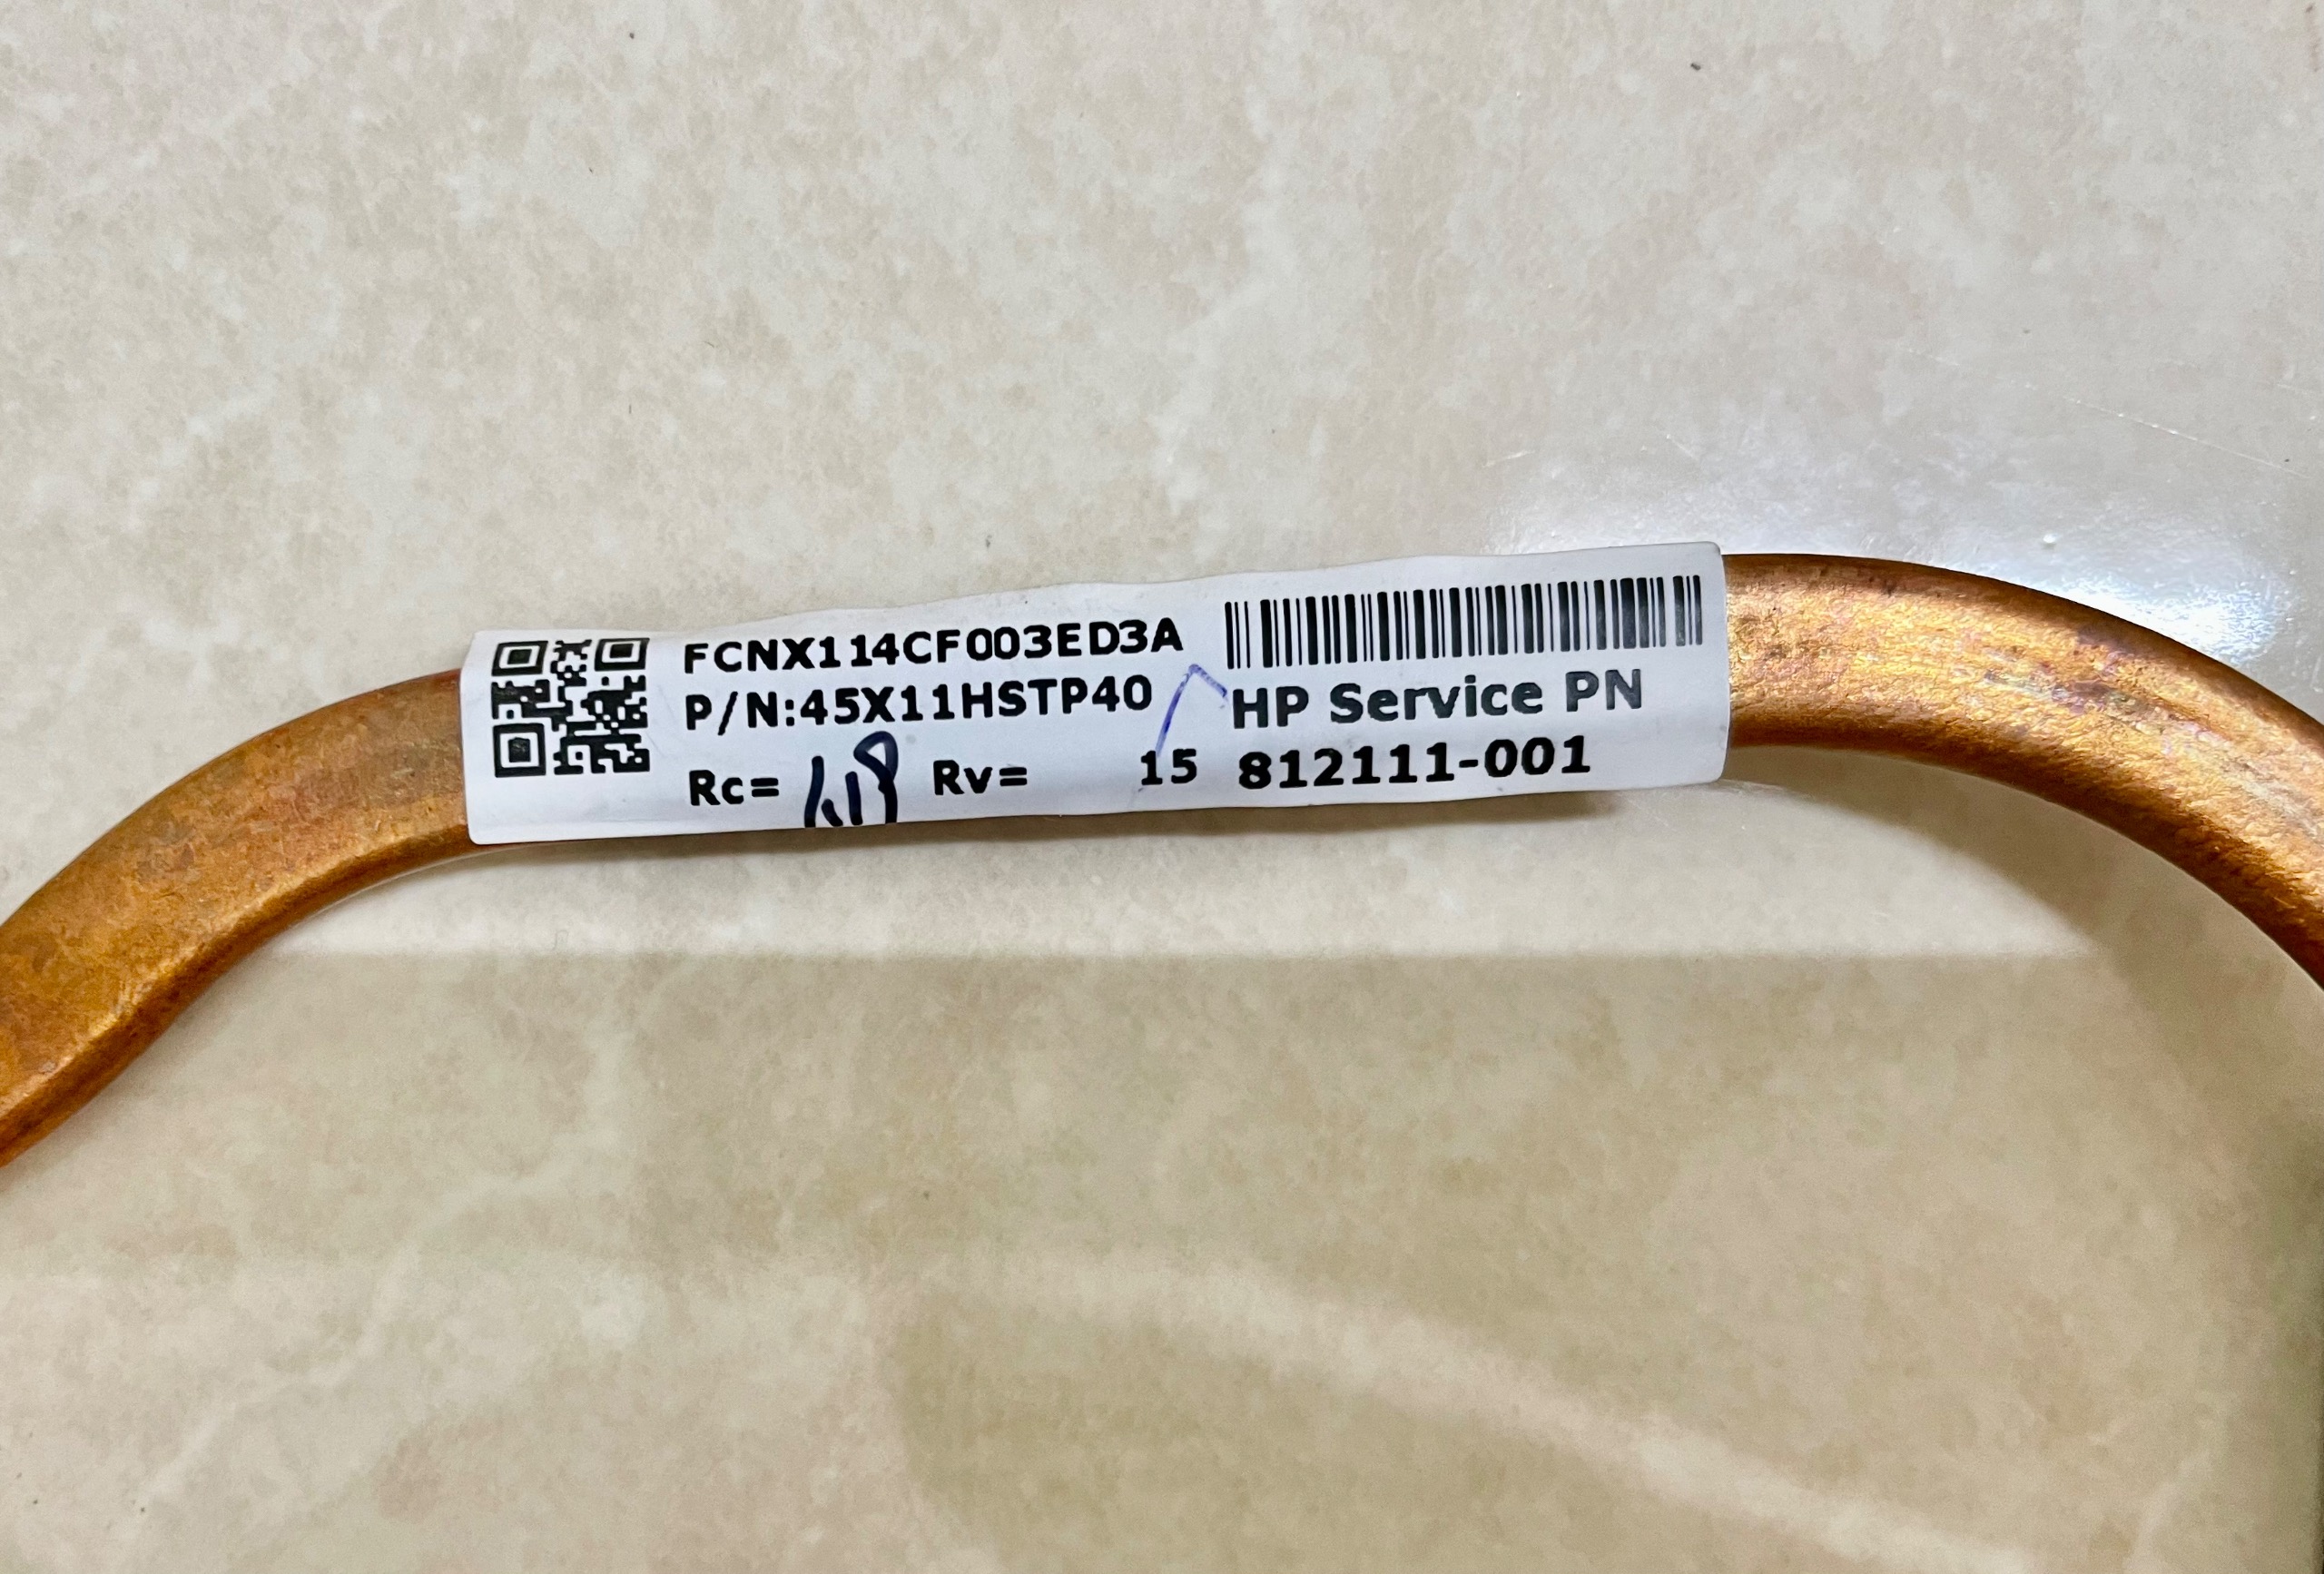 FCNX114CF003ED3A
P/N:45X11HSTP40
Rc= Rv= 15
HP Service PN
812111-001